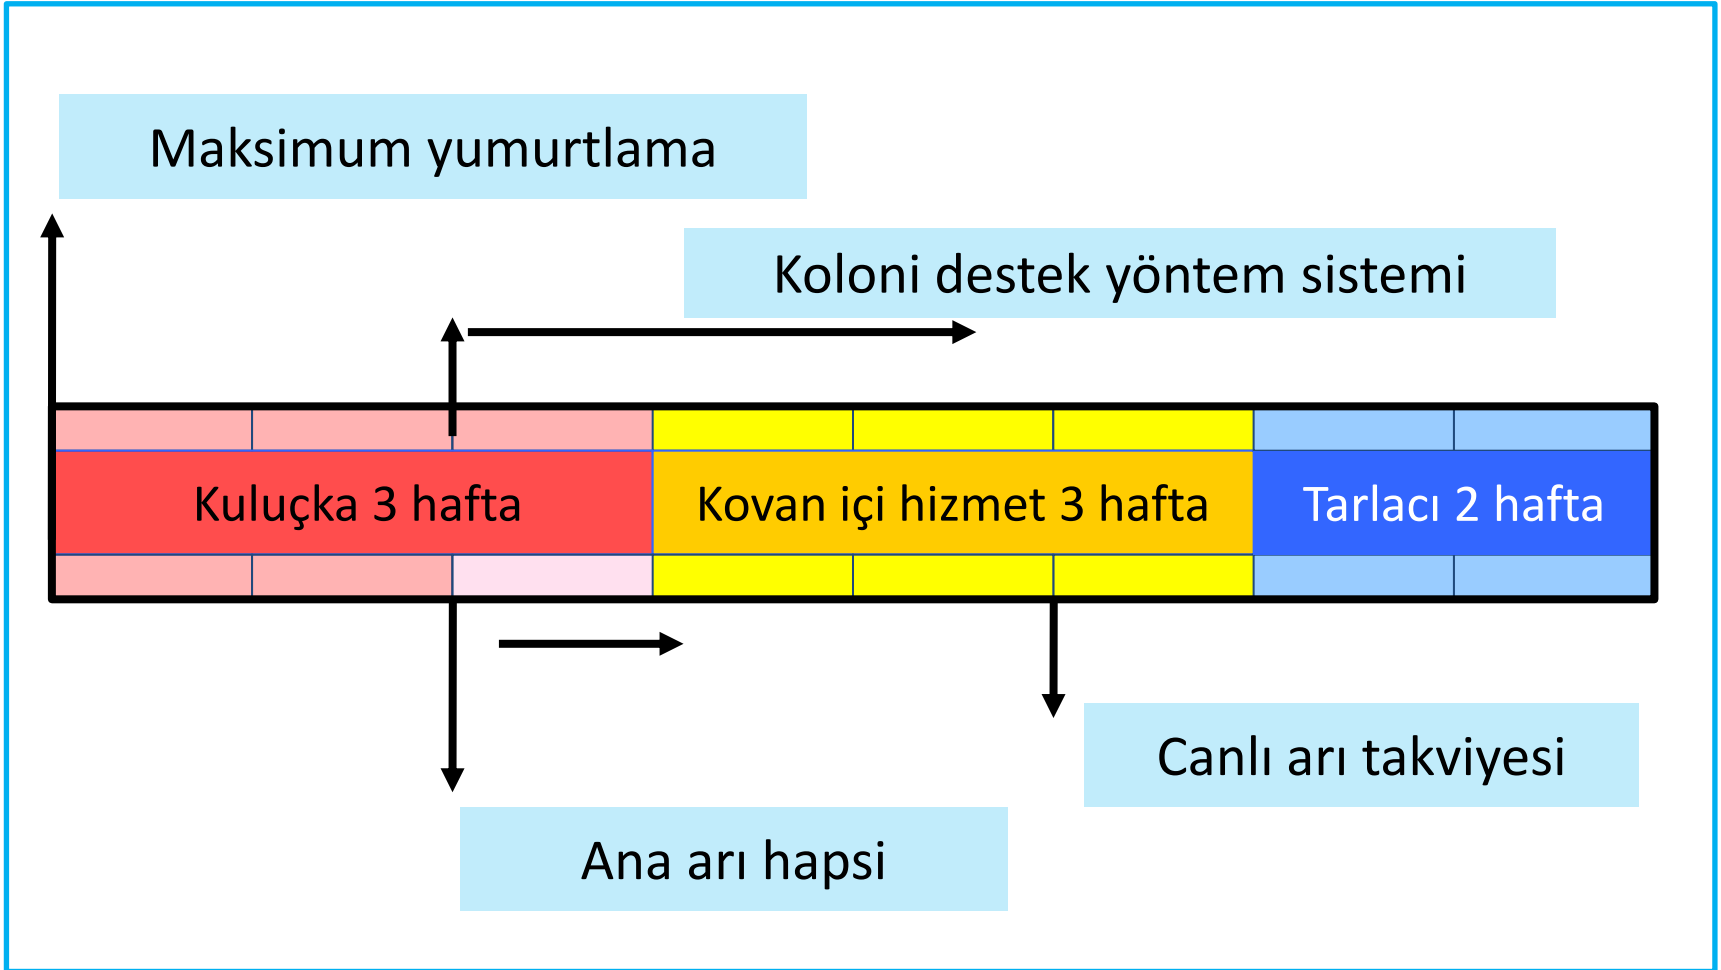 Maksimum yumurtlama
Koloni destek yöntem sistemi
Kuluçka 3 hafta
Kovan içi hizmet 3 hafta
Tarlacı 2 hafta
Canlı arı takviyesi
Ana arı hapsi